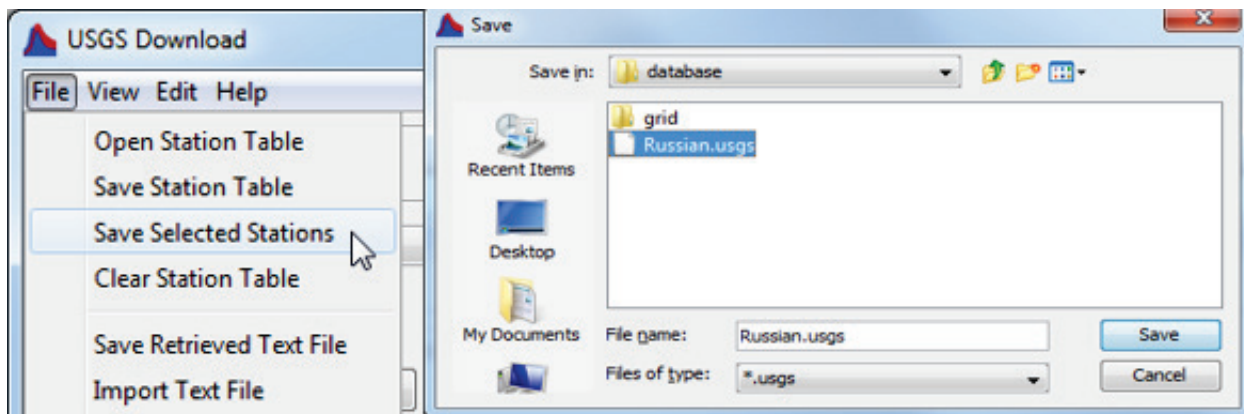 USGS Download
File View Edit Help
Open Station Table
Save Station Table
Save Selected Stations
Clear Station Table
Save Retrieved Text File
Import Text File
Save
Save in: database
grid
Russian.usgs
Recent Items
Desktop
My Documents
File name: Russian.usgs Save
Files of type: *.usgs Cancel